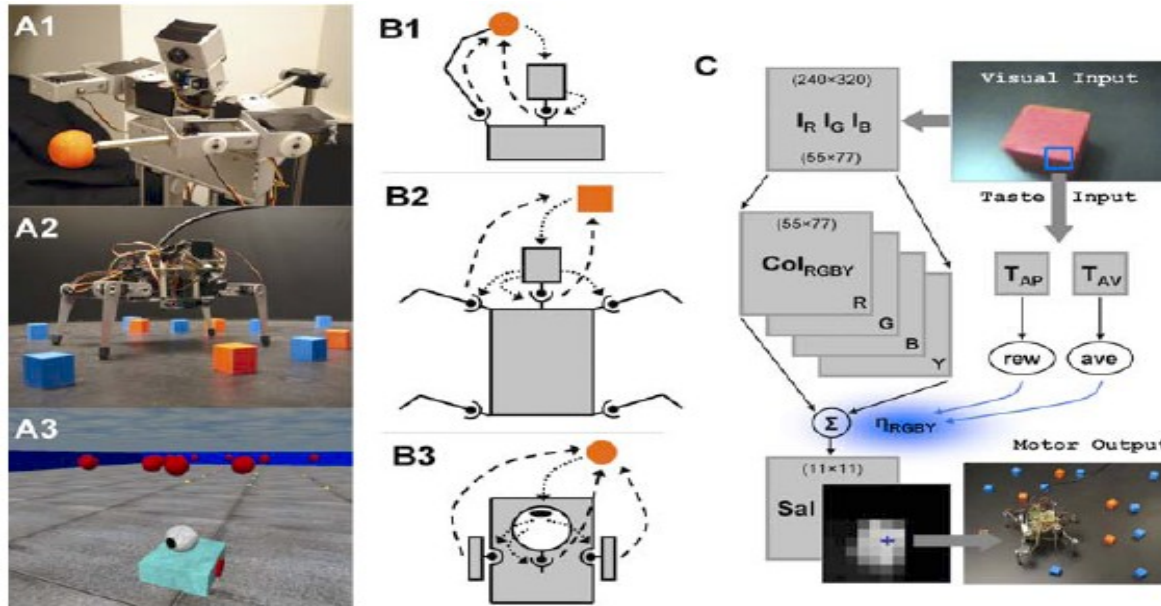 A1
A2
A3
B1
B2
B3
C
(240×320)
I_R I_G I_B
(55×77)
Visual Input
Taste Input
(55×77)
Col_RGBY
R
G
B
Y
T_AP
T_AV
rew
ave
Σ
η_RGBY
(11×11)
Sal
Motor Output